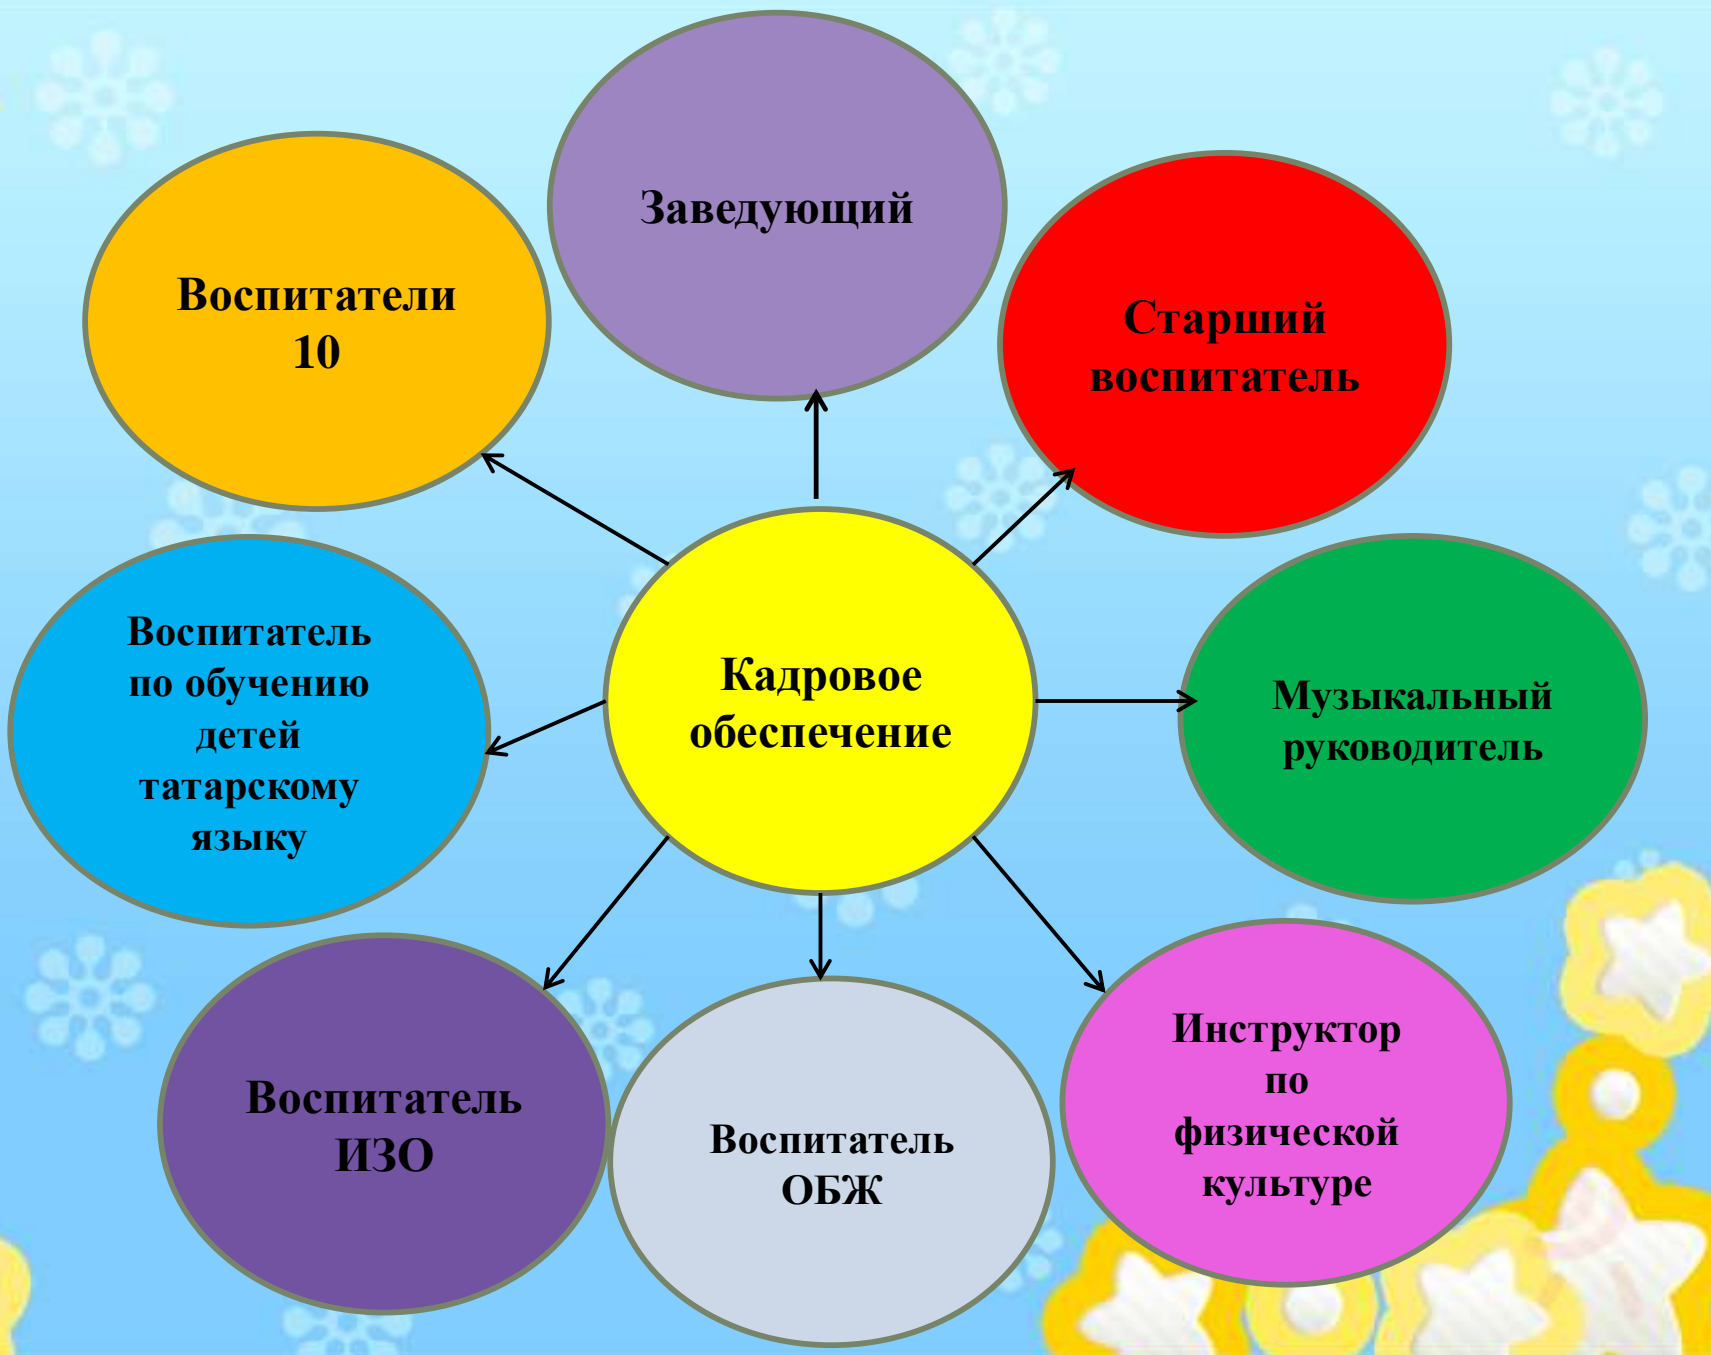 Заведующий
Воспитатели
10
Старший
воспитатель
Воспитатель
по обучению
детей
татарскому
языку
Кадровое
обеспечение
Музыкальный
руководитель
Воспитатель
ИЗО
Воспитатель
ОБЖ
Инструктор
по
физической
культуре